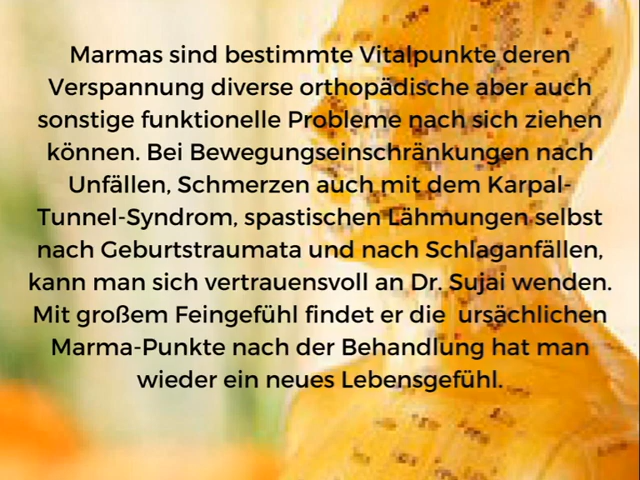 Marmas sind bestimmte Vitalpunkte deren
Verspannung diverse orthopädische aber auch
sonstige funktionelle Probleme nach sich ziehen
können. Bei Bewegungseinschränkungen nach
Unfällen, Schmerzen auch mit dem Karpal-
Tunnel-Syndrom, spastischen Lähmungen selbst
nach Geburtstraumata und nach Schlaganfällen,
kann man sich vertrauensvoll an Dr. Sujai wenden.
Mit großem Feingefühl findet er die  ursächlichen
Marma-Punkte nach der Behandlung hat man
wieder ein neues Lebensgefühl.